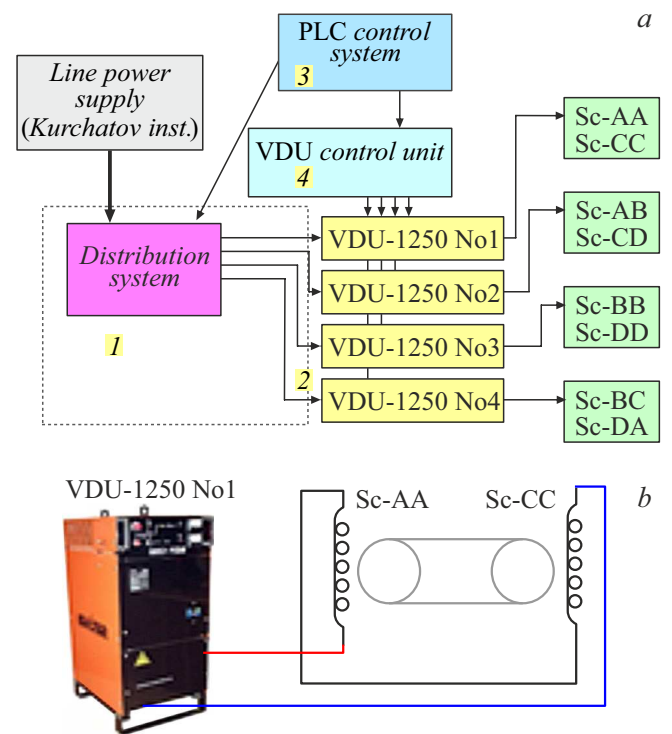 a
PLC control
system
3
Line power
supply
(Kurchatov inst.)
VDU control unit
4
Sc-AA
Sc-CC
Distribution
system
1
2
VDU-1250 No1
VDU-1250 No2
VDU-1250 No3
VDU-1250 No4
Sc-AB
Sc-CD
Sc-BB
Sc-DD
Sc-BC
Sc-DA
b
VDU-1250 No1
Sc-AA
Sc-CC